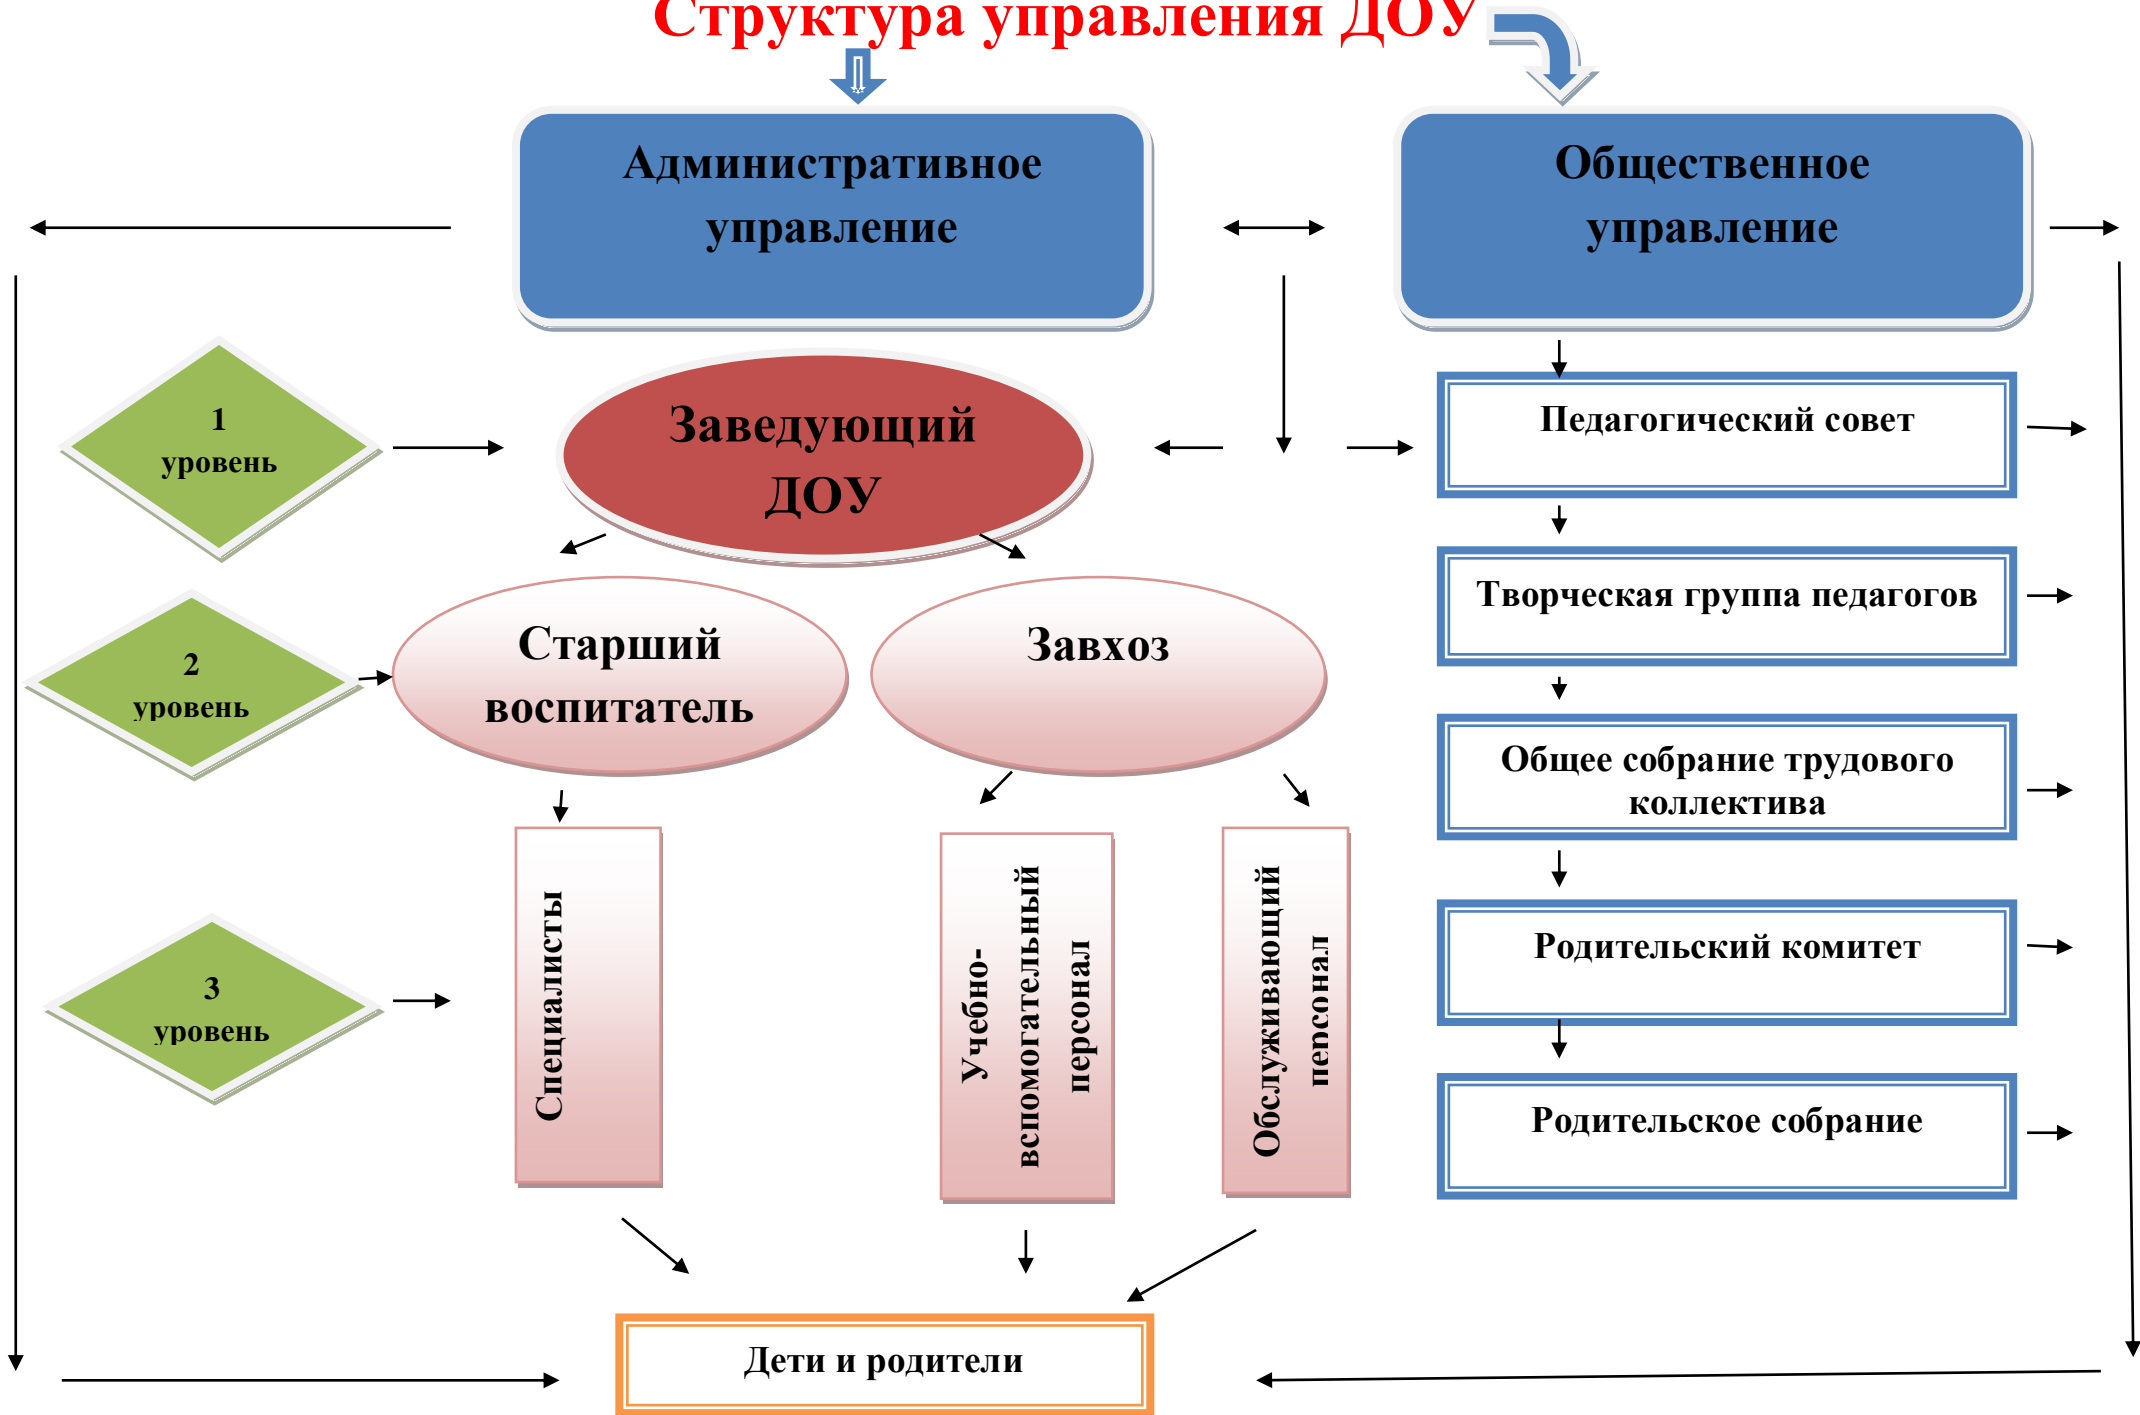 Структура управления ДОУ
Административное
управление
Общественное
управление
1
уровень
Заведующий
ДОУ
Педагогический совет
2
уровень
Старший
воспитатель
Завхоз
Творческая группа педагогов
Общее собрание трудового
коллектива
3
уровень
Специалисты
Учебно-
вспомогательный
персонал
Обслуживающий
персонал
Родительский комитет
Родительское собрание
Дети и родители